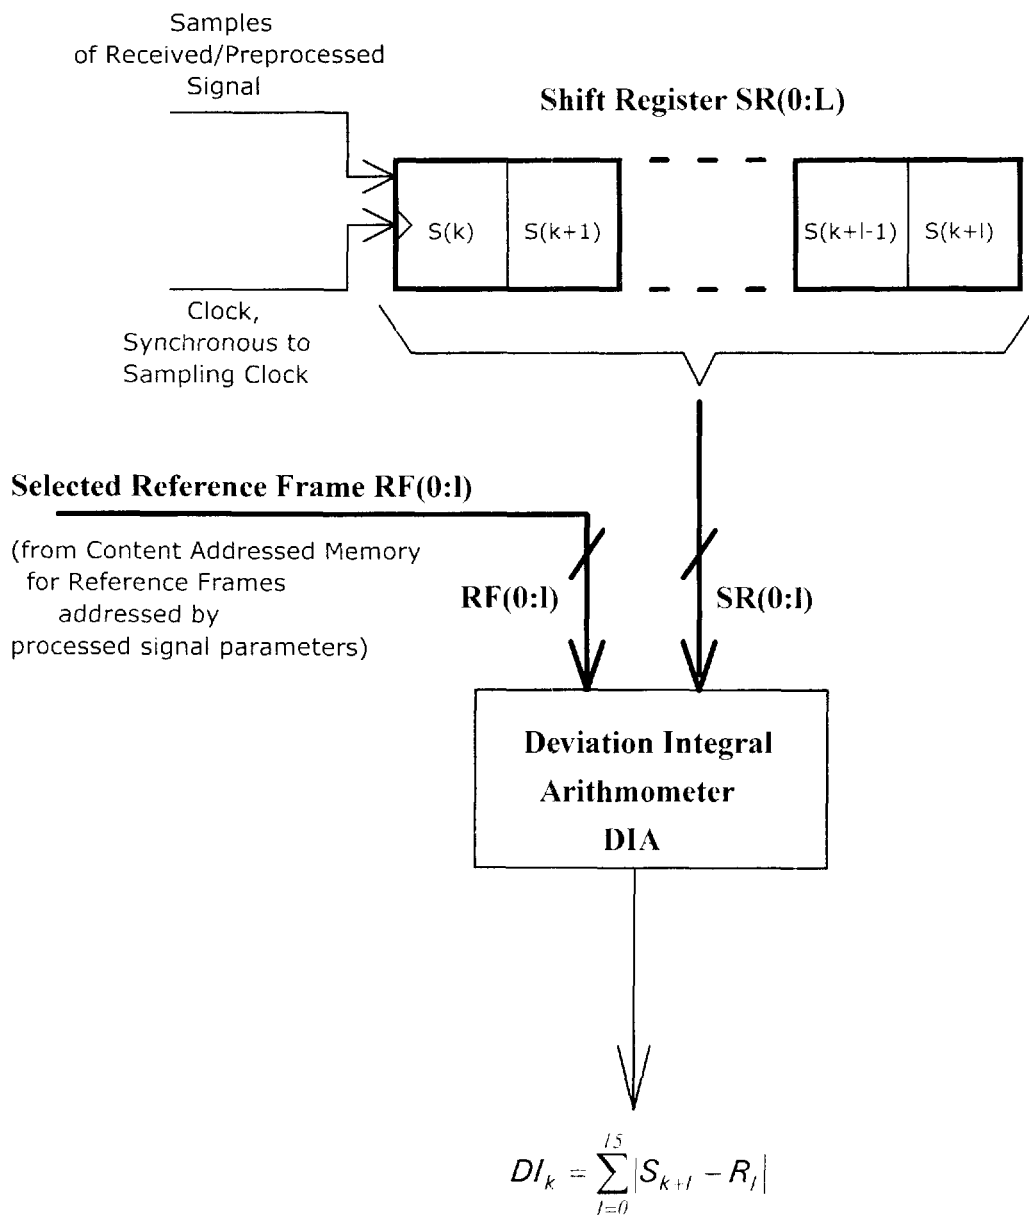 Samples
of Received/Preprocessed
Signal
Shift Register SR(0:L)
S(k)
S(k+1)
S(k+l-1)
S(k+l)
Clock,
Synchronous to
Sampling Clock
Selected Reference Frame RF(0:l)
(from Content Addressed Memory
for Reference Frames
addressed by
processed signal parameters)
RF(0:l)
SR(0:l)
Deviation Integral
Arithmometer
DIA
DI_k = \sum_{l=0}^{15} |S_{k+l} - R_l|